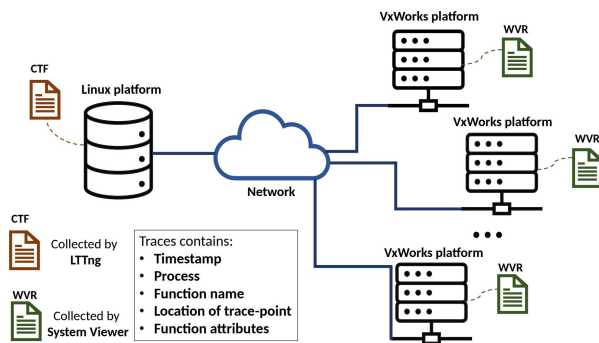 VxWorks platform
WVR
CTF
Linux platform
VxWorks platform
WVR
Network
CTF
Collected by
LTTng
WVR
Collected by
System Viewer
Traces contains:
• Timestamp
• Process
• Function name
• Location of trace-point
• Function attributes
VxWorks platform
WVR